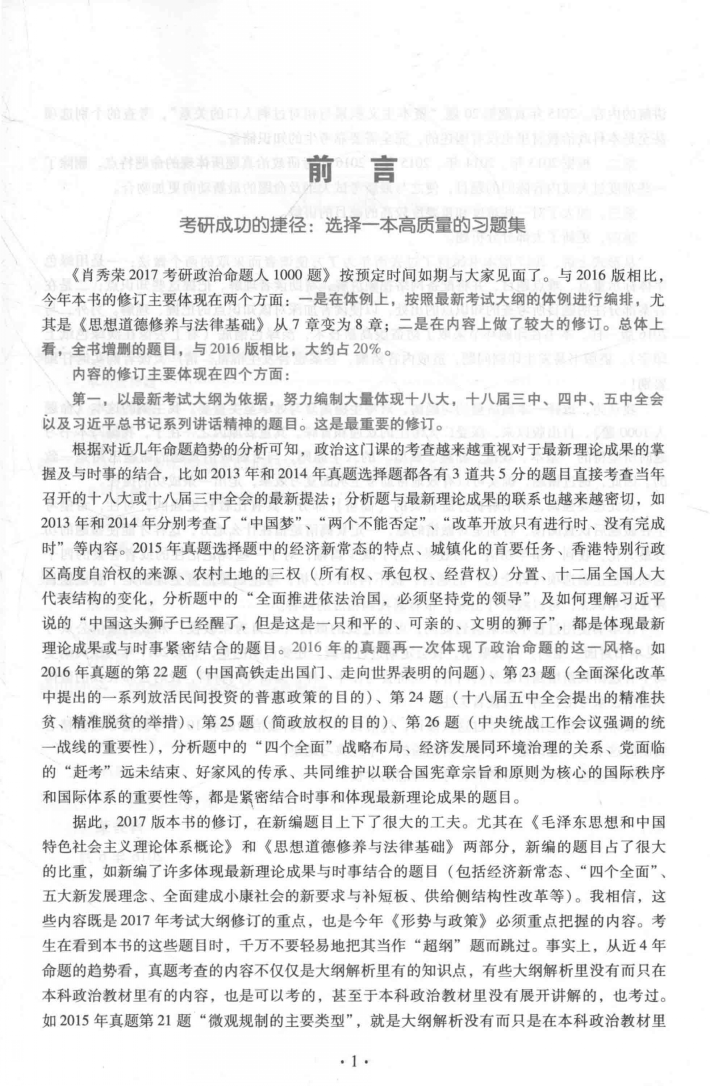 前　言
考研成功的捷径：选择一本高质量的习题集
《肖秀荣2017考研政治命题人1000题》按预定时间如期与大家见面了。与2016版相比，
今年本书的修订主要体现在两个方面：一是在体例上，按照最新考试大纲的体例进行编排，尤
其是《思想道德修养与法律基础》从7章变为8章；二是在内容上做了较大的修订。总体上
看，全书增删的题目，与2016版相比，大约占20%。
内容的修订主要体现在四个方面：
第一，以最新考试大纲为依据，努力编制大量体现十八大，十八届三中、四中、五中全会
以及习近平总书记系列讲话精神的题目。这是最重要的修订。
根据对近几年命题趋势的分析可知，政治这门课的考查越来越重视对于最新理论成果的掌
握及与时事的结合，比如2013年和2014年真题选择题都各有3道共5分的题目直接考查当年
召开的十八大或十八届三中全会的最新提法；分析题与最新理论成果的联系也越来越密切，如
2013年和2014年分别考查了“中国梦”、“两个不能否定”、“改革开放只有进行时、没有完成
时”等内容。2015年真题选择题中的经济新常态的特点、城镇化的首要任务、香港特别行政
区高度自治权的来源、农村土地的三权（所有权、承包权、经营权）分置、十二届全国人大
代表结构的变化，分析题中的“全面推进依法治国，必须坚持党的领导”及如何理解习近平
说的“中国这头狮子已经醒了，但是这是一只和平的、可亲的、文明的狮子”，都是体现最新
理论成果或与时事紧密结合的题目。2016年的真题再一次体现了政治命题的这一风格。如
2016年真题的第22题（中国高铁走出国门、走向世界表明的问题）、第23题（全面深化改革
中提出的一系列放活民间投资的普惠政策的目的）、第24题（十八届五中全会提出的精准扶
贫、精准脱贫的举措）、第25题（简政放权的目的）、第26题（中央统战工作会议强调的统
一战线的重要性），分析题中的“四个全面”战略布局、经济发展同环境治理的关系、党面临
的“赶考”远未结束、好家风的传承、共同维护以联合国宪章宗旨和原则为核心的国际秩序
和国际体系的重要性等，都是紧密结合时事和体现最新理论成果的题目。
据此，2017版本书的修订，在新编题目上下了很大的工夫。尤其在《毛泽东思想和中国
特色社会主义理论体系概论》和《思想道德修养与法律基础》两部分，新编的题目占了很大
的比重，如新编了许多体现最新理论成果与时事结合的题目（包括经济新常态、“四个全面”、
五大新发展理念、全面建成小康社会的新要求与补短板、供给侧结构性改革等）。我相信，这
些内容既是2017年考试大纲修订的重点，也是今年《形势与政策》必须重点把握的内容。考
生在看到本书的这些题目时，千万不要轻易地把其当作“超纲”题而跳过。事实上，从近4年
命题的趋势看，真题考查的内容不仅仅是大纲解析里有的知识点，有些大纲解析里没有而只在
本科政治教材里有的内容，也是可以考的，甚至于本科政治教材里没有展开讲解的，也考过。
如2015年真题第21题“微观规制的主要类型”，就是大纲解析没有而只是在本科政治教材里
·1·